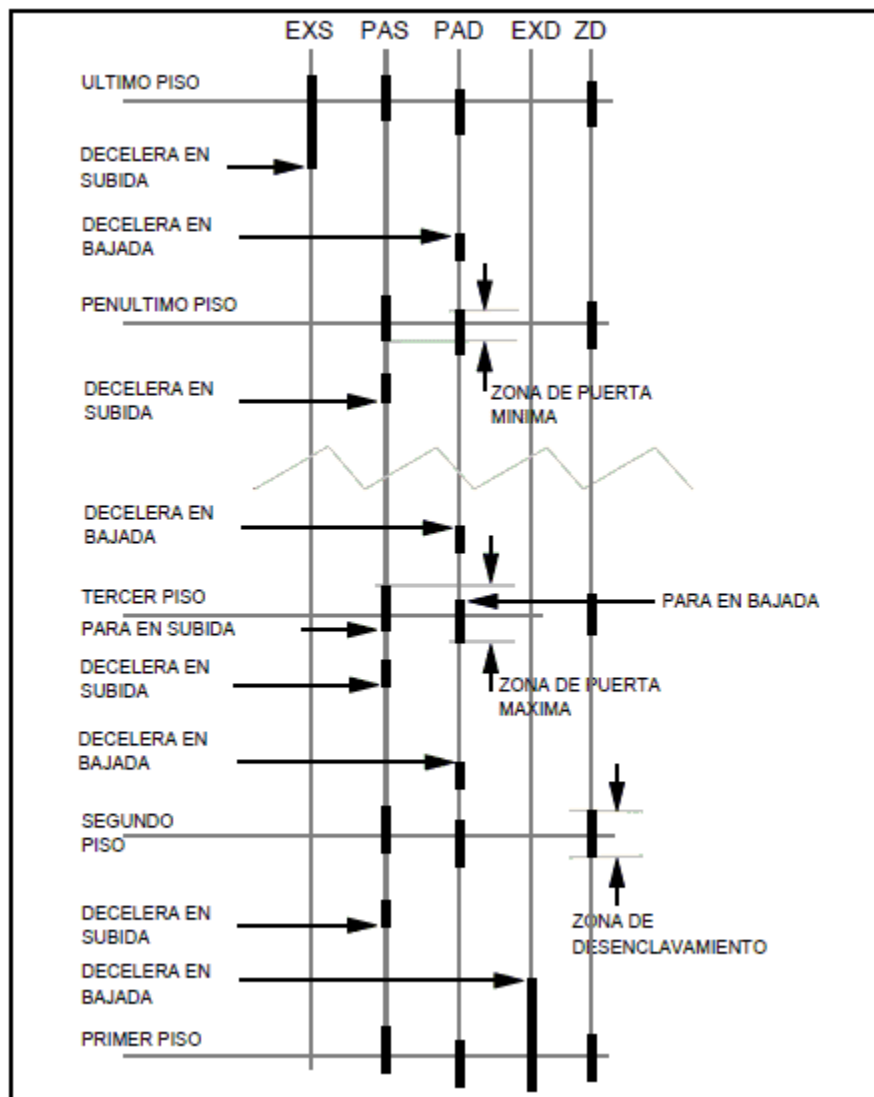 EXS PAS PAD EXD ZD
ULTIMO PISO
DECELERA EN
SUBIDA
DECELERA EN
BAJADA
PENULTIMO PISO
DECELERA EN
SUBIDA
ZONA DE PUERTA
MINIMA
DECELERA EN
BAJADA
TERCER PISO
PARA EN BAJADA
PARA EN SUBIDA
DECELERA EN
SUBIDA
ZONA DE PUERTA
MAXIMA
DECELERA EN
BAJADA
SEGUNDO
PISO
DECELERA EN
SUBIDA
ZONA DE
DESENCLAVAMIENTO
DECELERA EN
BAJADA
PRIMER PISO